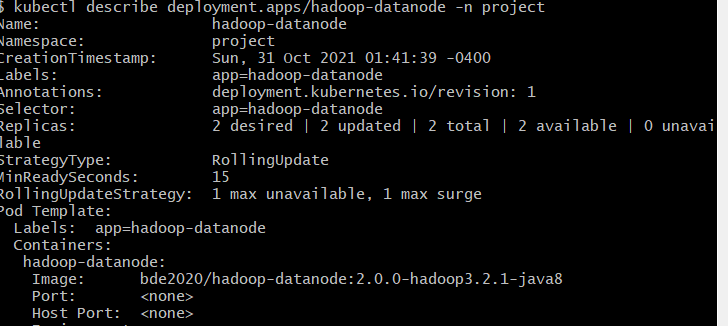 $ kubectl describe deployment.apps/hadoop-datanode -n project
Name:                   hadoop-datanode
Namespace:              project
CreationTimestamp:      Sun, 31 Oct 2021 01:41:39 -0400
Labels:                 app=hadoop-datanode
Annotations:            deployment.kubernetes.io/revision: 1
Selector:               app=hadoop-datanode
Replicas:               2 desired | 2 updated | 2 total | 2 available | 0 unavai
lable
StrategyType:           RollingUpdate
MinReadySeconds:        15
RollingUpdateStrategy:  1 max unavailable, 1 max surge
Pod Template:
  Labels:  app=hadoop-datanode
  Containers:
   hadoop-datanode:
    Image:      bde2020/hadoop-datanode:2.0.0-hadoop3.2.1-java8
    Port:       <none>
    Host Port:  <none>